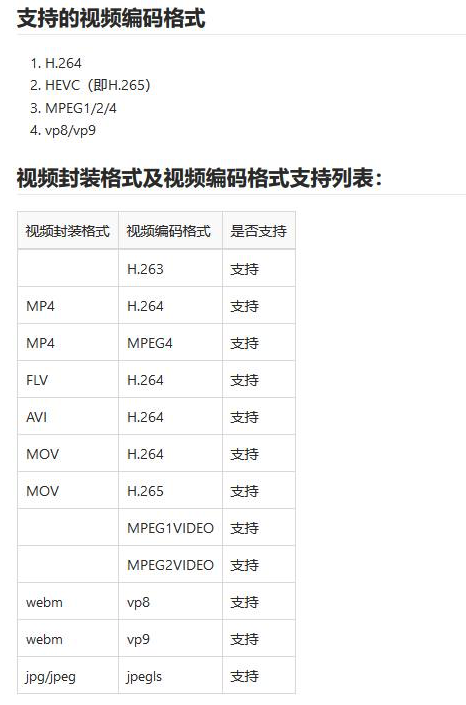 支持的视频编码格式
1. H.264
2. HEVC（即H.265）
3. MPEG1/2/4
4. vp8/vp9
视频封装格式及视频编码格式支持列表：
视频封装格式 视频编码格式 是否支持
H.263 支持
MP4 H.264 支持
MP4 MPEG4 支持
FLV H.264 支持
AVI H.264 支持
MOV H.264 支持
MOV H.265 支持
MPEG1VIDEO 支持
MPEG2VIDEO 支持
webm vp8 支持
webm vp9 支持
jpg/jpeg jpegls 支持